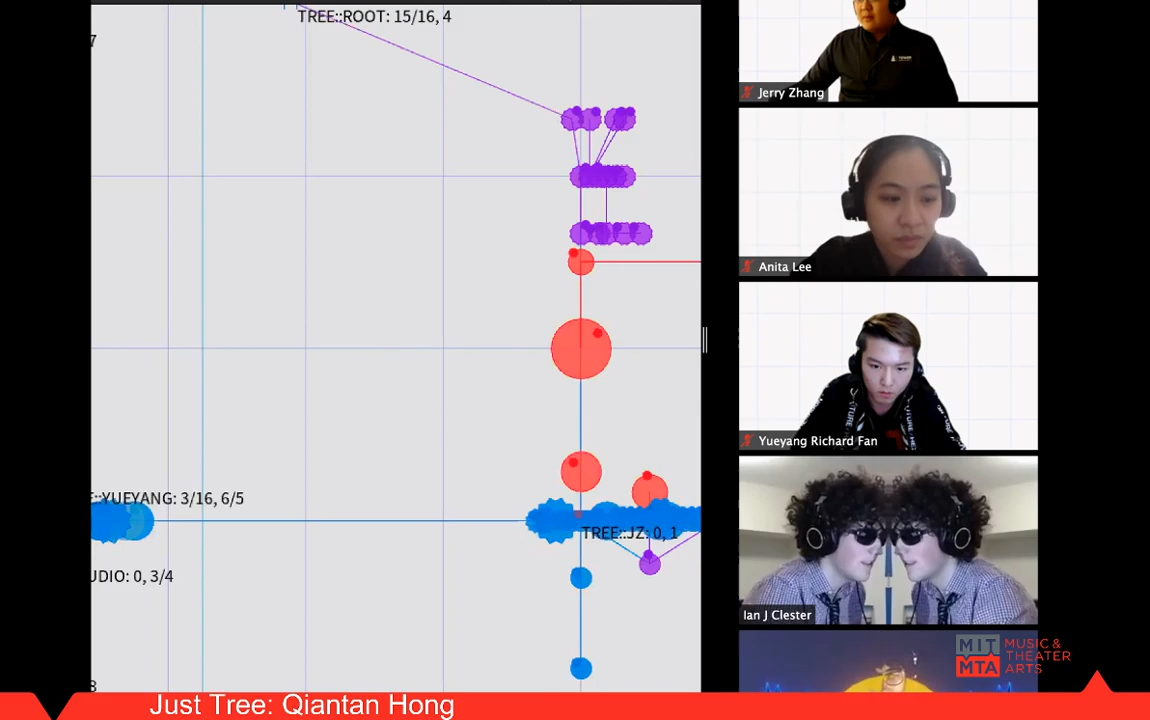 TREE::ROOT: 15/16, 4
7
Jerry Zhang
Anita Lee
Yueyang Richard Fan
::YUEYANG: 3/16, 6/5
TREE::JZ: 0, 1
UDIO: 0, 3/4
Ian J Clester
MIT
MTA
MUSIC &
THEATER
ARTS
Just Tree: Qiantan Hong